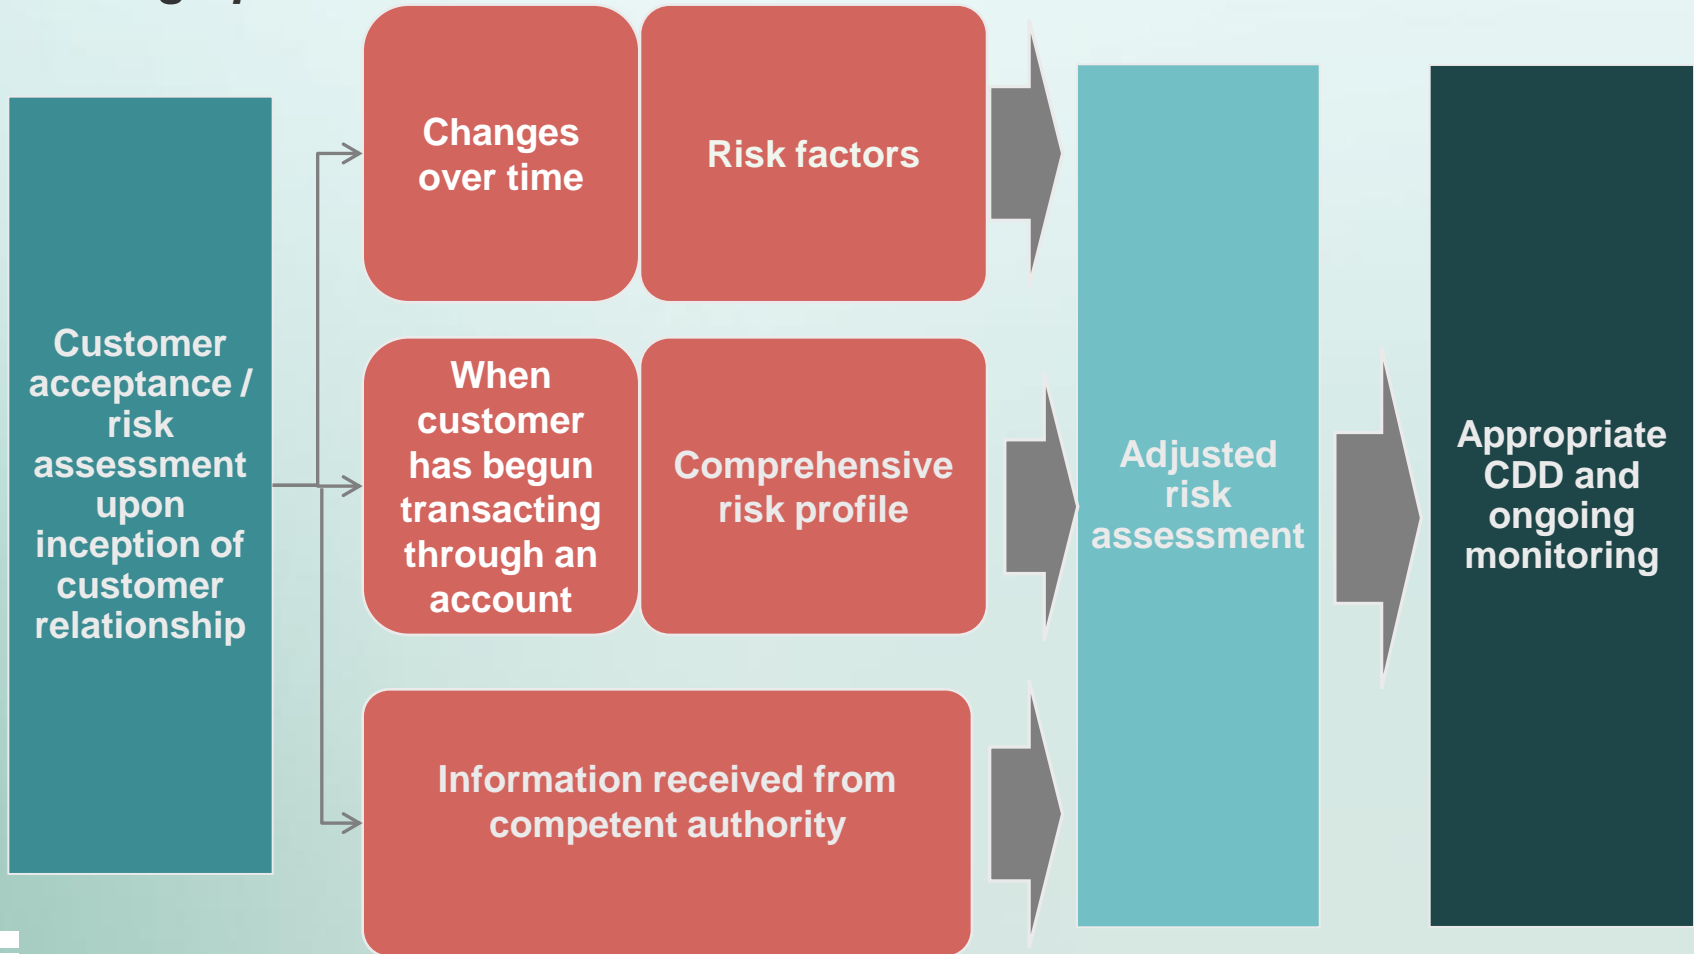 Customer
acceptance /
risk
assessment
upon
inception of
customer
relationship
Changes
over time
Risk factors
When
customer
has begun
transacting
through an
account
Comprehensive
risk profile
Information received from
competent authority
Adjusted
risk
assessment
Appropriate
CDD and
ongoing
monitoring